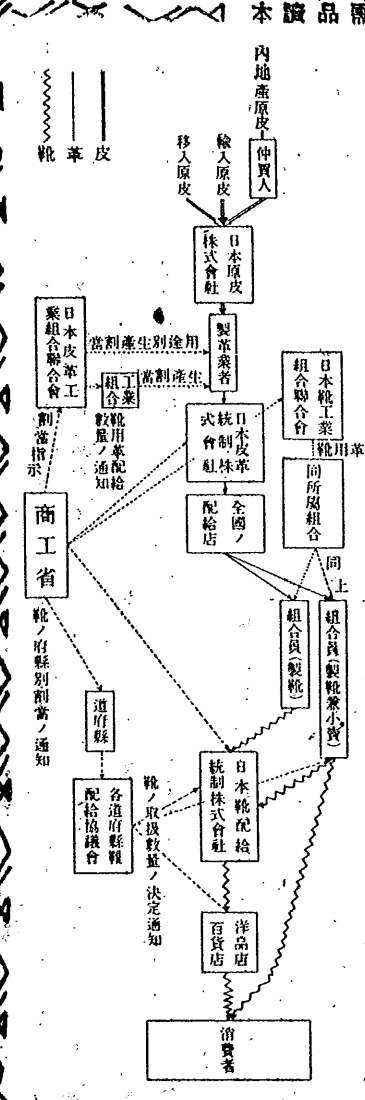 需品製本
內地產原皮
仲買人
輸入原皮
移入原皮
皮
革
靴
日本原皮
株式會社
日本皮革工
業組合聯合會
用途別生產割當
製革業者
工業
組合
生產割當
日本靴工業
組合聯合會
靴用革
割當
指示
靴用革配給
數量ノ通知
日本皮革
統制株
式會社
同所屬組合
商工省
全國ノ
配給店
同上
組合員(製靴)
組合員(製靴兼小賣)
靴ノ府縣別割當ノ通知
道府縣
各道府縣靴
配給協議會
靴ノ取扱數量ノ決定通知
日本靴配給
統制株式會社
洋品店
百貨店
消費者